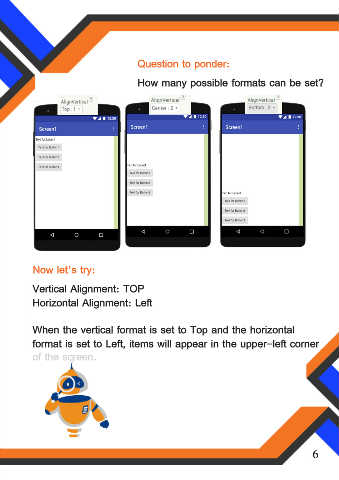 Question to ponder:
How many possible formats can be set?
AlignVertical ?
Top : 1
AlignVertical ?
Center : 2
AlignVertical ?
Bottom : 3
Screen1
Screen1
Screen1
Now let's try:
Vertical Alignment: TOP
Horizontal Alignment: Left
When the vertical format is set to Top and the horizontal
format is set to Left, items will appear in the upper-left corner
of the screen.
6